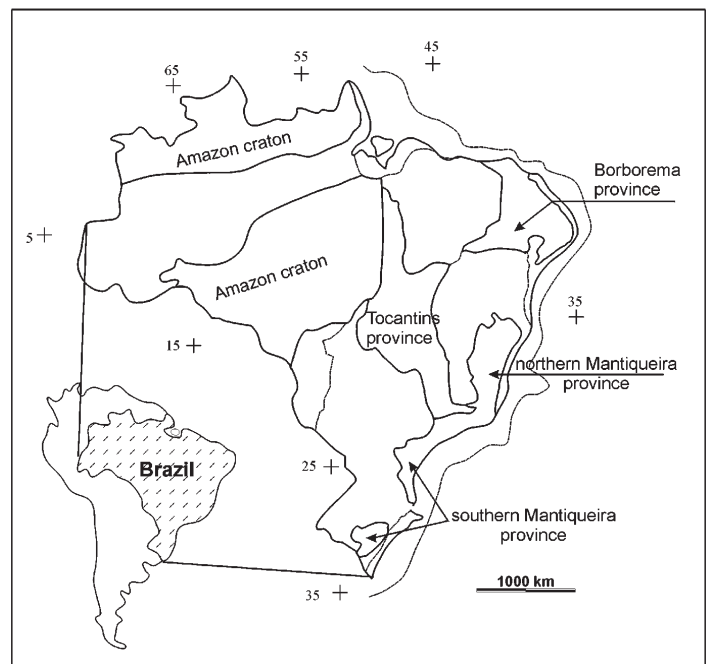 45
55
65
Amazon craton
Borborema
province
5
Amazon craton
35
Tocantins
province
15
northern Mantiqueira
province
25
Brazil
southern Mantiqueira
province
1000 km
35